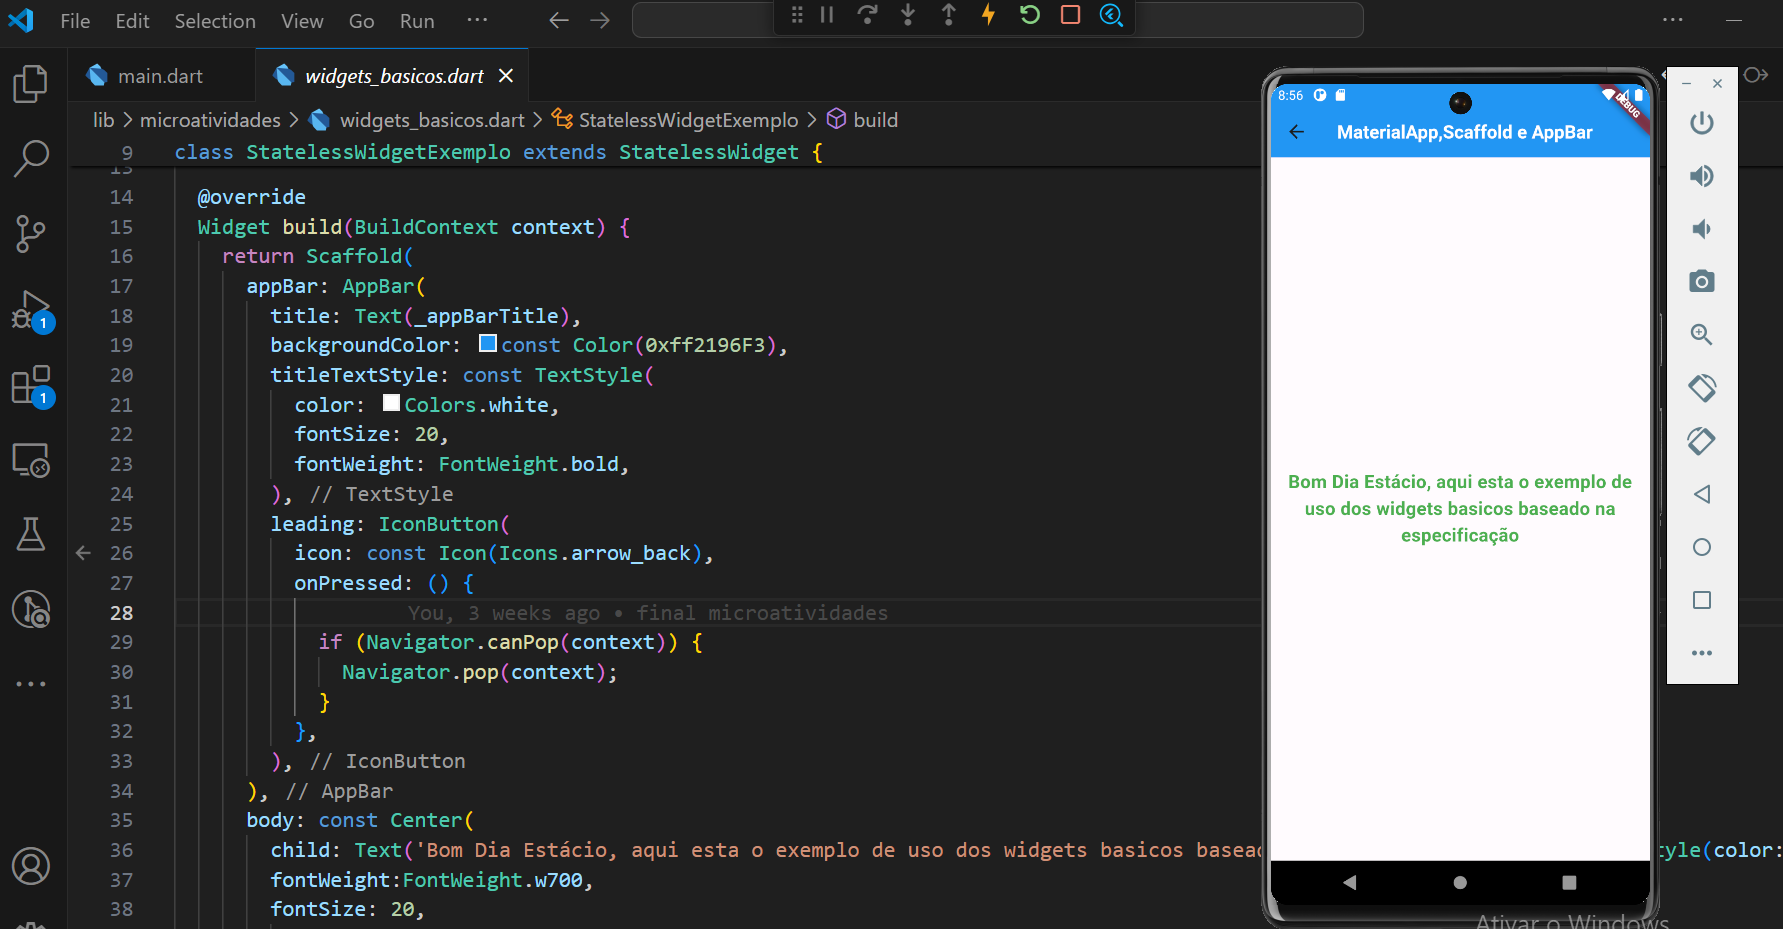 File Edit Selection View Go Run ···
main.dart
widgets_basicos.dart
lib > microatividades > widgets_basicos.dart > StatelessWidgetExemplo > build
9 class StatelessWidgetExemplo extends StatelessWidget {
13
14 @override
15 Widget build(BuildContext context) {
16 return Scaffold(
17 appBar: AppBar(
18 title: Text(_appBarTitle),
19 backgroundColor: const Color(0xff2196F3),
20 titleTextStyle: const TextStyle(
21 color: Colors.white,
22 fontSize: 20,
23 fontWeight: FontWeight.bold,
24 ), // TextStyle
25 leading: IconButton(
26 icon: const Icon(Icons.arrow_back),
27 onPressed: () {
28 You, 3 weeks ago • final microatividades
29 if (Navigator.canPop(context)) {
30 Navigator.pop(context);
31 }
32 },
33 ), // IconButton
34 ), // AppBar
35 body: const Center(
36 child: Text('Bom Dia Estácio, aqui esta o exemplo de uso dos widgets basicos basead tyle(color:
37 fontWeight:FontWeight.w700,
38 fontSize: 20,
1
1
8:56
DEBUG
MaterialApp,Scaffold e AppBar
Bom Dia Estácio, aqui esta o exemplo de
uso dos widgets basicos baseado na
especificação
Ativar o Windows